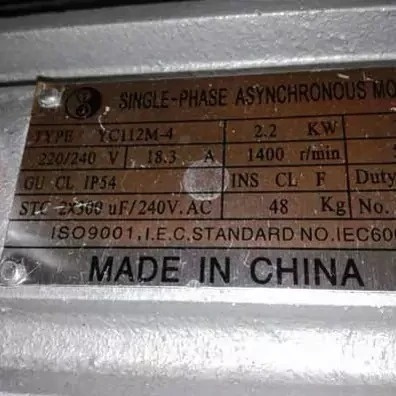 SINGLE-PHASE ASYNCHRONOUS MO
TYPE YC112M-4 2.2 KW
220/240 V 18.3 A 1400 r/min
GU CL IP54 INS CL F Duty
STC 2X300 uF/240V.AC 48 Kg No.
ISO9001,I.E.C.STANDARD NO.IEC600
MADE IN CHINA